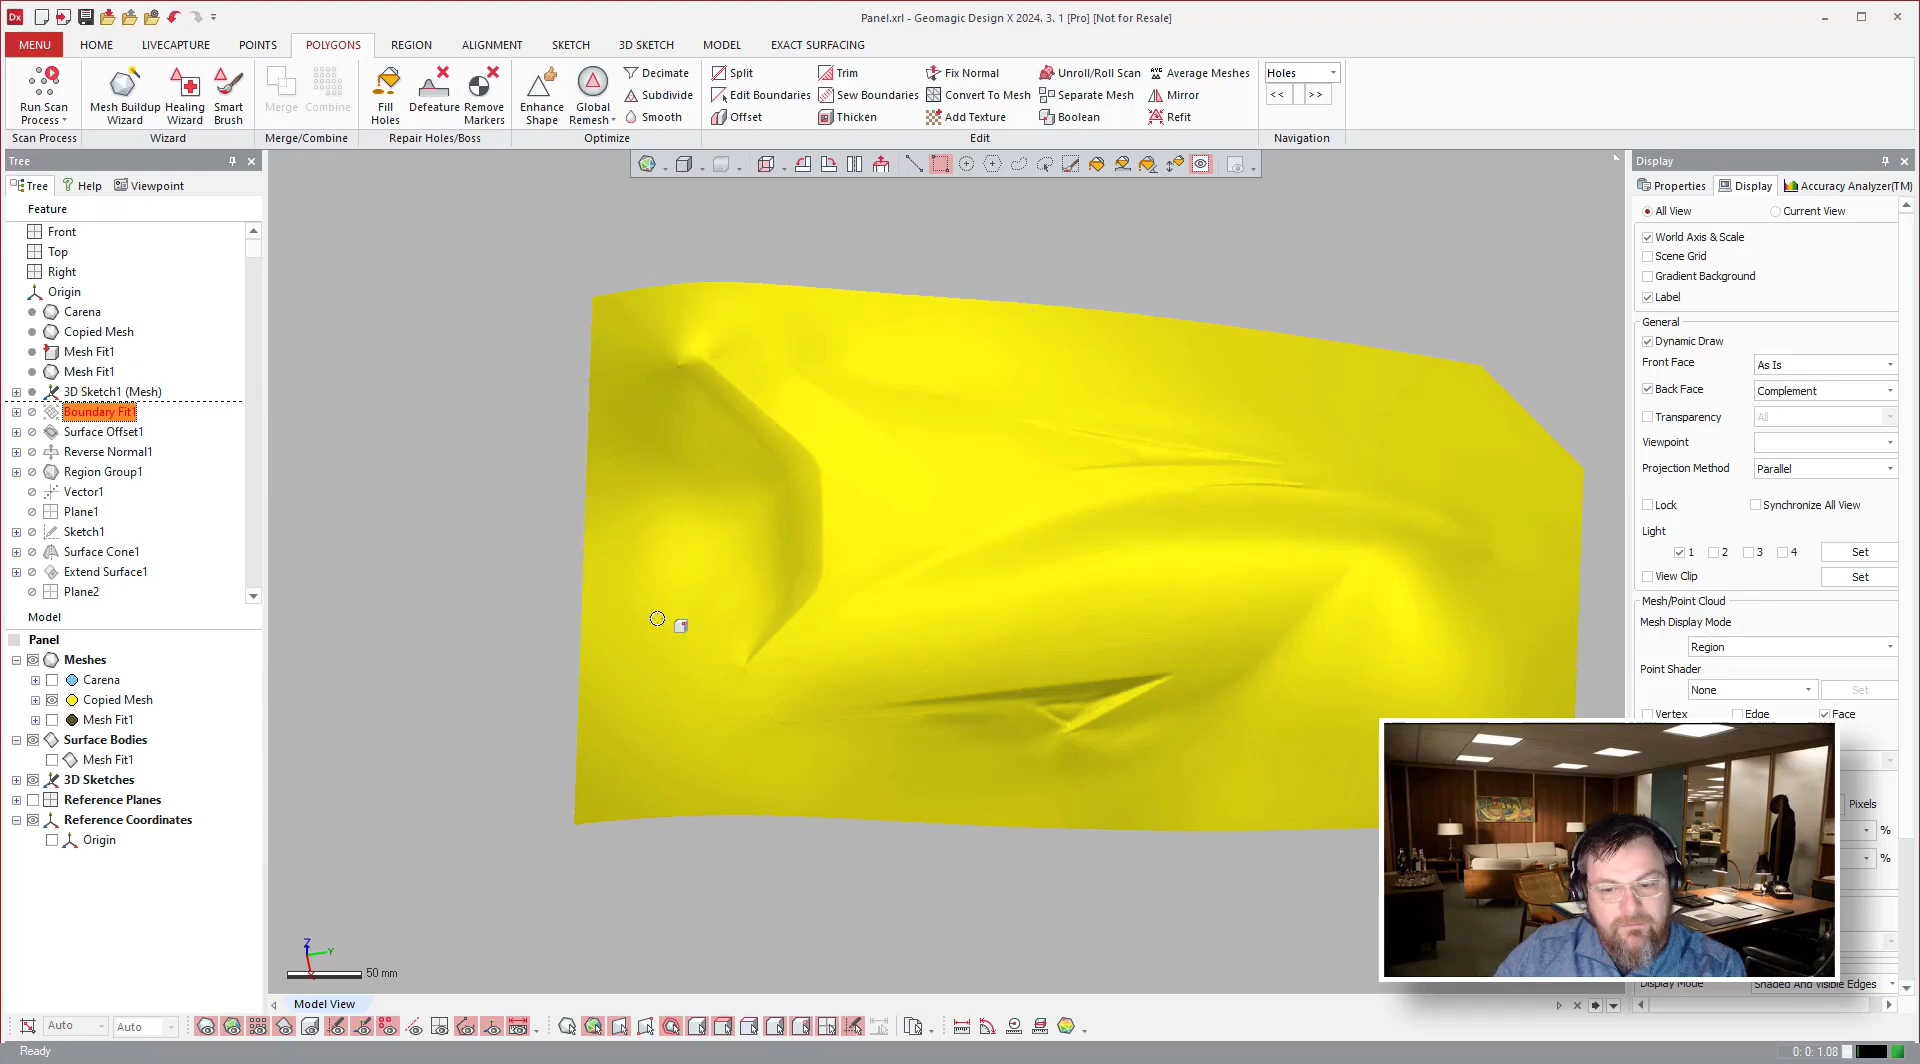 Panel.xrl - Geomagic Design X 2024. 3. 1 [Pro] [Not for Resale]
MENU HOME LIVECAPTURE POINTS POLYGONS REGION ALIGNMENT SKETCH 3D SKETCH MODEL EXACT SURFACING
Run Scan Process
Mesh Buildup Wizard
Healing Wizard
Smart Brush
Merge
Combine
Fill Holes
Defeature
Remove Markers
Enhance Shape
Global Remesh
Decimate
Subdivide
Smooth
Split
Edit Boundaries
Offset
Trim
Sew Boundaries
Thicken
Fix Normal
Convert To Mesh
Add Texture
Unroll/Roll Scan
Separate Mesh
Boolean
Average Meshes
Mirror
Refit
Holes
<< >>
Scan Process Wizard Merge/Combine Repair Holes/Boss Optimize Edit Navigation
Tree
Tree Help Viewpoint
Feature
Front
Top
Right
Origin
Carena
Copied Mesh
Mesh Fit1
Mesh Fit1
3D Sketch1 (Mesh)
Boundary Fit1
Surface Offset1
Reverse Normal1
Region Group1
Vector1
Plane1
Sketch1
Surface Cone1
Extend Surface1
Plane2
Model
Panel
Meshes
Carena
Copied Mesh
Mesh Fit1
Surface Bodies
Mesh Fit1
3D Sketches
Reference Planes
Reference Coordinates
Origin
Z
Y
50 mm
Model View
Display
Properties Display Accuracy Analyzer(TM)
All View Current View
World Axis & Scale
Scene Grid
Gradient Background
Label
General
Dynamic Draw
Front Face As Is
Back Face Complement
Transparency All
Viewpoint
Projection Method Parallel
Lock Synchronize All View
Light
1 2 3 4 Set
View Clip Set
Mesh/Point Cloud
Mesh Display Mode
Region
Point Shader
None Set
Vertex Edge Face
Pixels
%
%
Display Mode Shaded And Visible Edges
Auto Auto
Ready
0: 0: 1.08